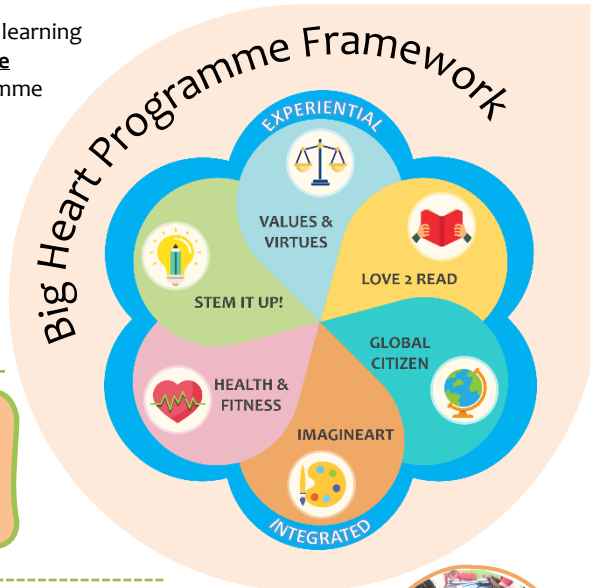 learning
e
mme
Big Heart Programme Framework
EXPERIENTIAL
VALUES &
VIRTUES
LOVE 2 READ
STEM IT UP!
GLOBAL
CITIZEN
HEALTH &
FITNESS
IMAGINEART
INTEGRATED